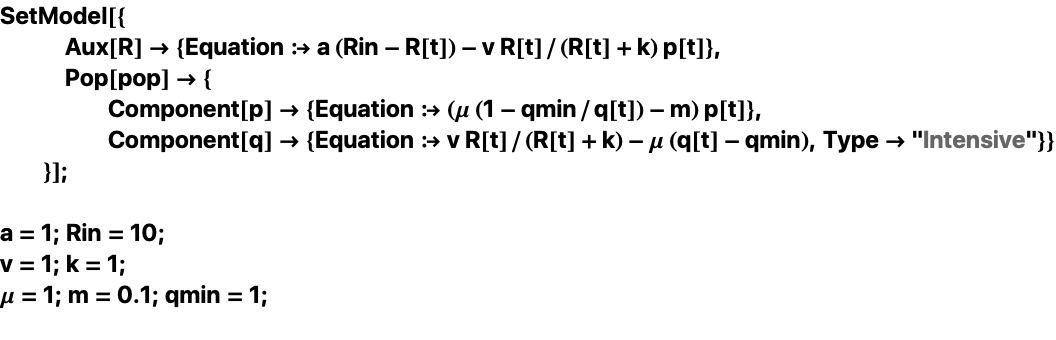 SetModel[{
Aux[R] → {Equation ⧴ a (Rin − R[t]) − v R[t] / (R[t] + k) p[t]},
Pop[pop] → {
Component[p] → {Equation ⧴ (μ (1 − qmin / q[t]) − m) p[t]},
Component[q] → {Equation ⧴ v R[t] / (R[t] + k) − μ (q[t] − qmin), Type → "Intensive"}}
}];
a = 1; Rin = 10;
v = 1; k = 1;
μ = 1; m = 0.1; qmin = 1;